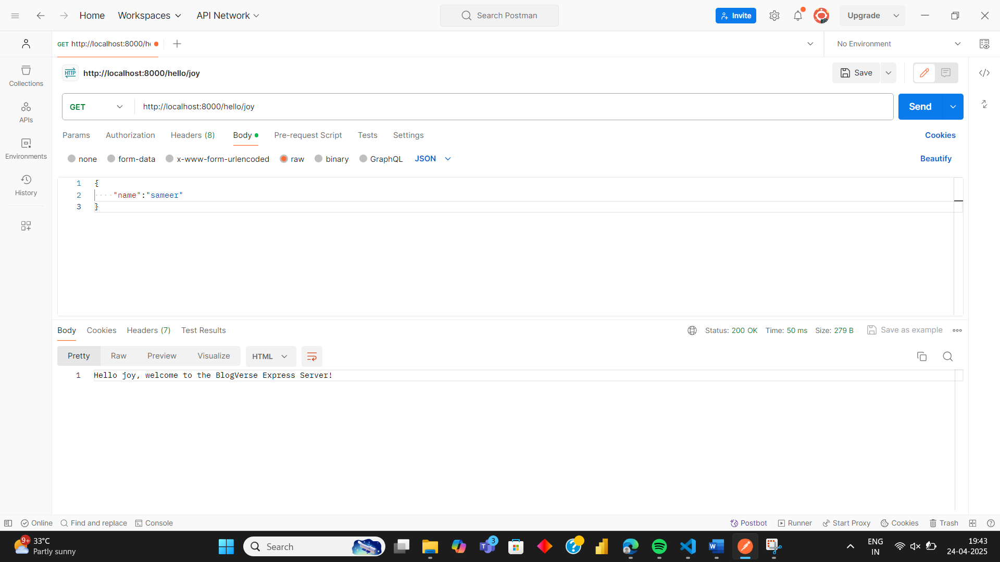 Home Workspaces API Network Search Postman Invite Upgrade
GET http://localhost:8000/h No Environment
HTTP http://localhost:8000/hello/joy Save
Collections
GET http://localhost:8000/hello/joy Send
APIs
Params Authorization Headers (8) Body Pre-request Script Tests Settings Cookies
Environments
none form-data x-www-form-urlencoded raw binary GraphQL JSON Beautify
History
1 {
2 "name":"sameer"
3 }
Body Cookies Headers (7) Test Results Status: 200 OK Time: 50 ms Size: 279 B Save as example
Pretty Raw Preview Visualize HTML
1 Hello joy, welcome to the BlogVerse Express Server!
Online Find and replace Console Postbot Runner Start Proxy Cookies Trash
9+ 33°C
Partly sunny
Search
3
ENG
IN
19:43
24-04-2025